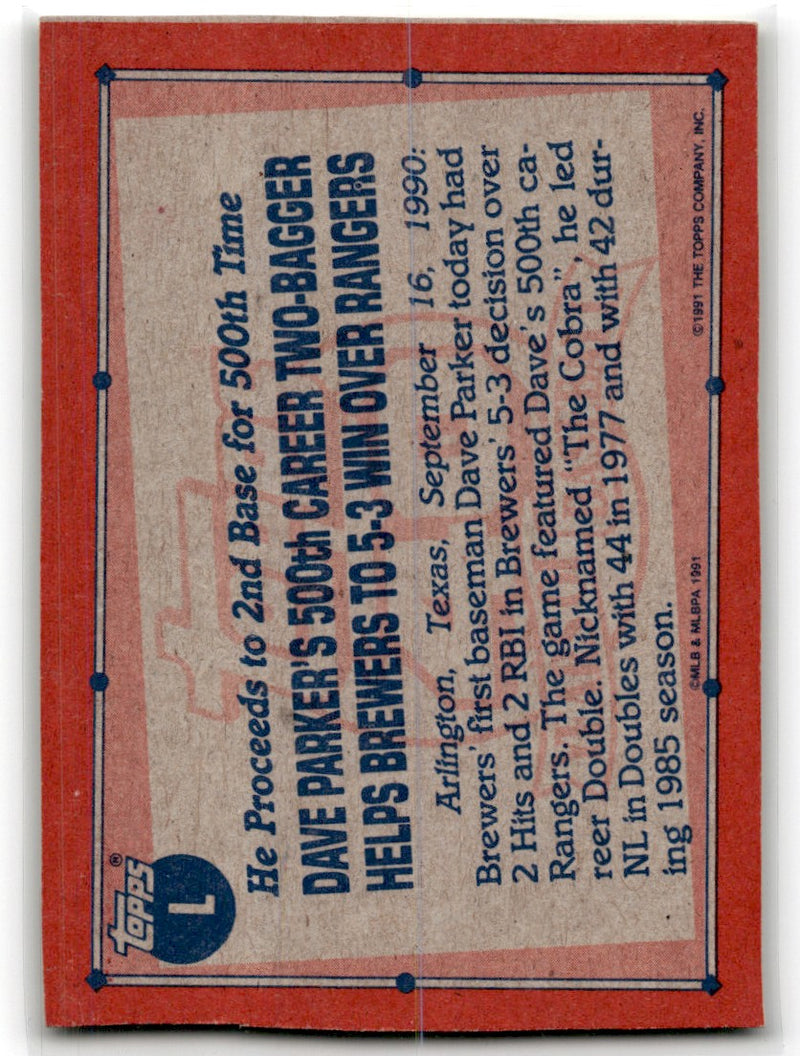 topps®
L
He Proceeds to 2nd Base for 500th Time
DAVE PARKER'S 500th CAREER TWO-BAGGER
HELPS BREWERS TO 5-3 WIN OVER RANGERS
Arlington, Texas, September 16, 1990:
Brewers' first baseman Dave Parker today had
2 Hits and 2 RBI in Brewers' 5-3 decision over
Rangers. The game featured Dave's 500th ca-
reer Double. Nicknamed "The Cobra", he led
NL in Doubles with 44 in 1977 and with 42 dur-
ing 1985 season.
©MLB & MLBPA 1991
©1991 THE TOPPS COMPANY, INC.